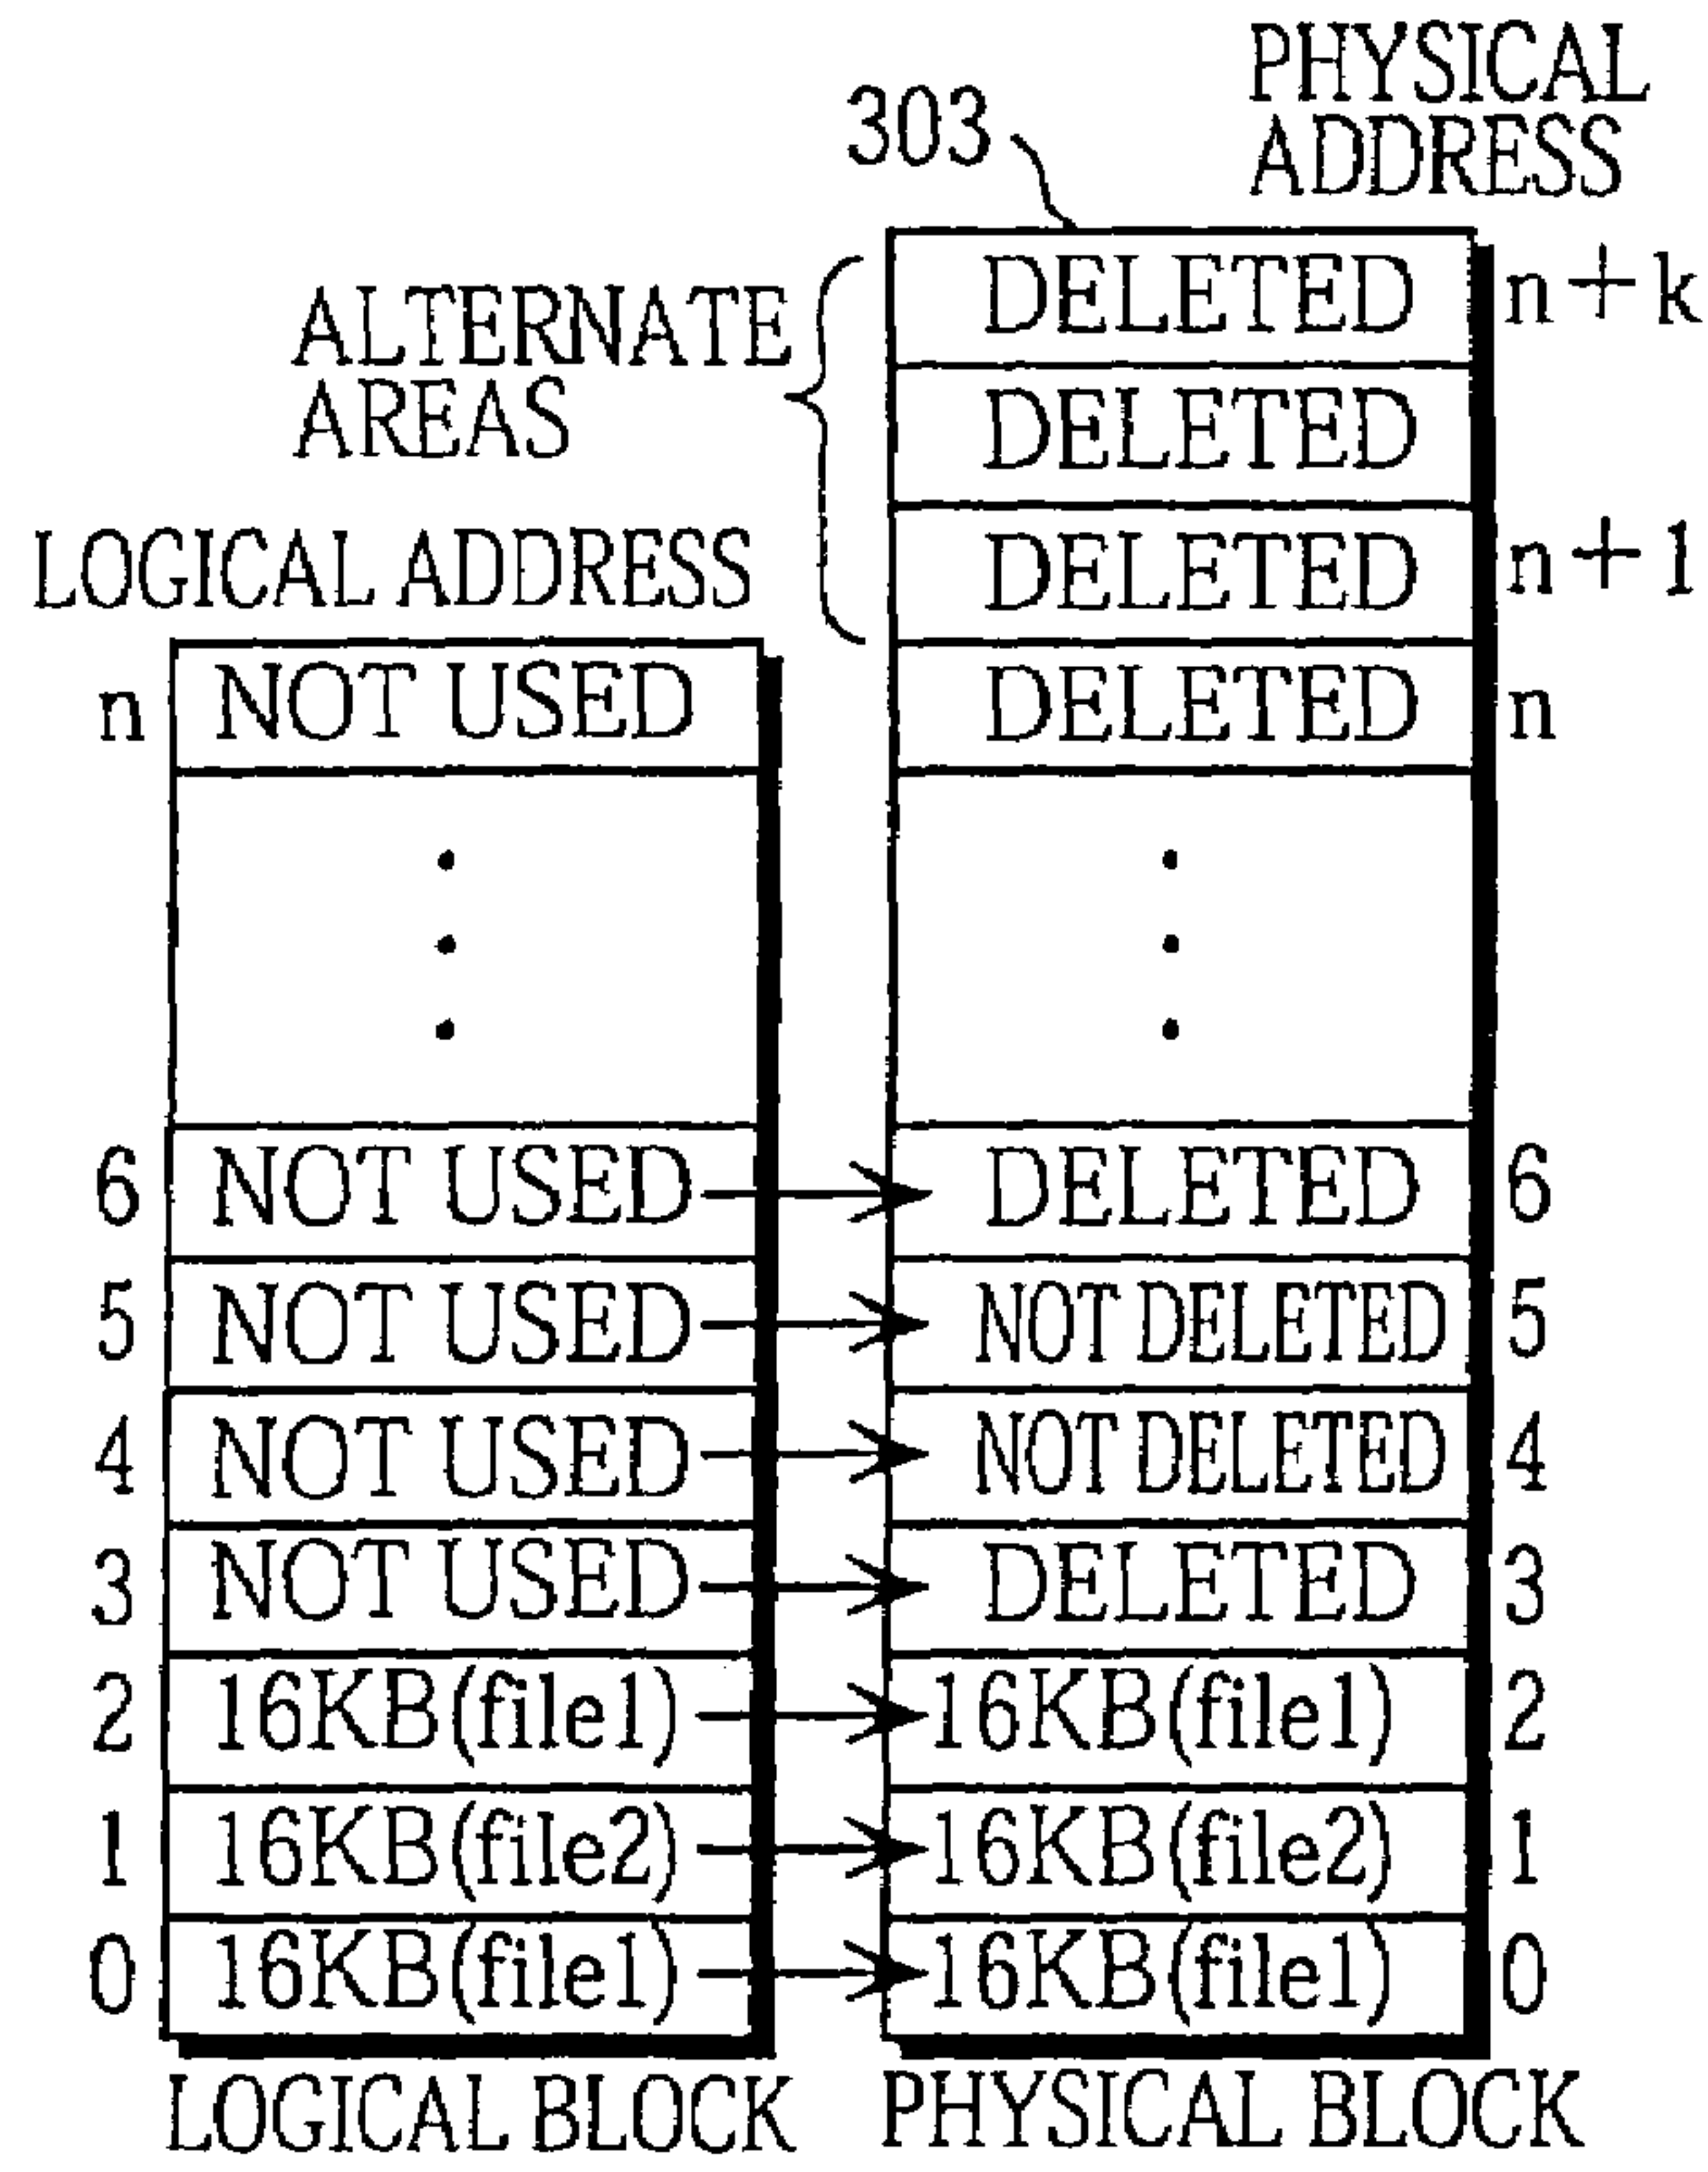 PHYSICAL
ADDRESS
303
ALTERNATE
AREAS
DELETED n+k
DELETED
LOGICAL ADDRESS
DELETED n+1
n NOT USED DELETED n
6 NOT USED DELETED 6
5 NOT USED NOT DELETED 5
4 NOT USED NOT DELETED 4
3 NOT USED DELETED 3
2 16KB(file1) 16KB(file1) 2
1 16KB(file2) 16KB(file2) 1
0 16KB(file1) 16KB(file1) 0
LOGICAL BLOCK PHYSICAL BLOCK